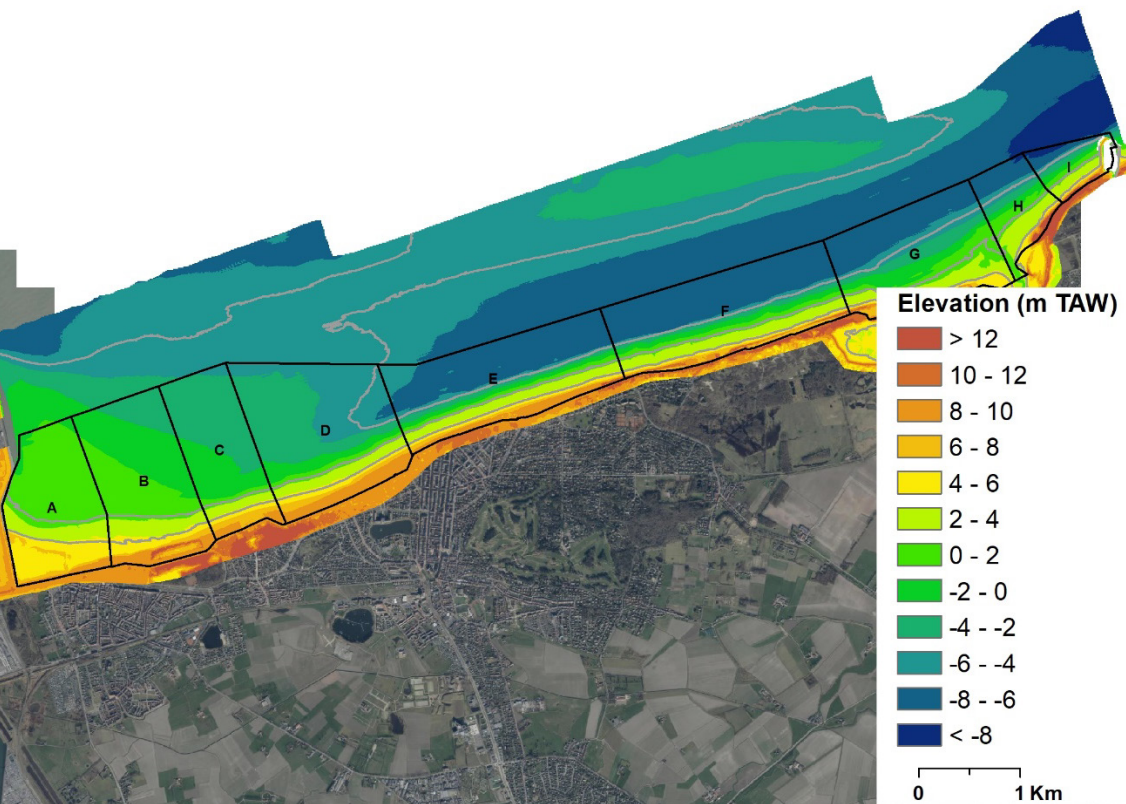 I
H
G
F
E
D
C
B
A
Elevation (m TAW)
> 12
10 - 12
8 - 10
6 - 8
4 - 6
2 - 4
0 - 2
-2 - 0
-4 - -2
-6 - -4
-8 - -6
< -8
0 1 Km